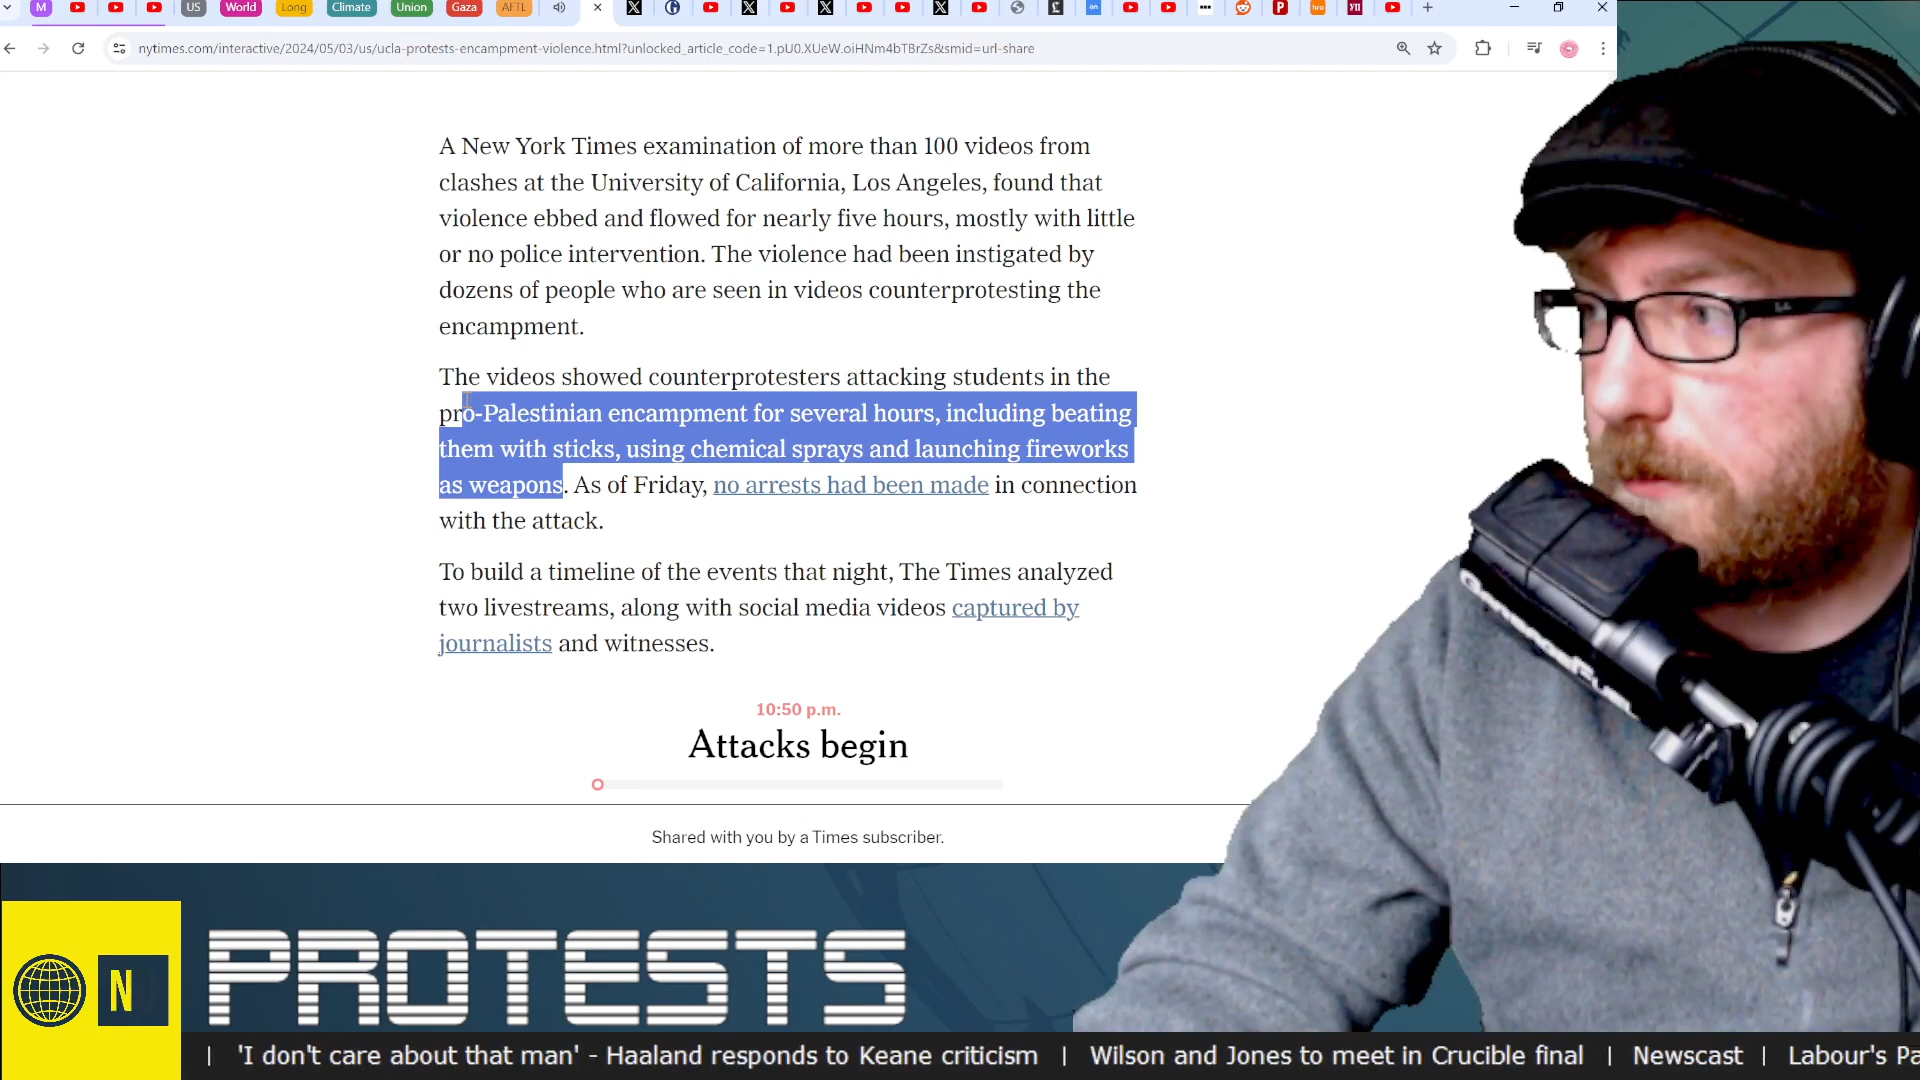 M
US
World
Long
Climate
Union
Gaza
AFTL
nytimes.com/interactive/2024/05/03/us/ucla-protests-encampment-violence.html?unlocked_article_code=1.pU0.XUeW.oiHNm4bTBrZs&smid=url-share
A New York Times examination of more than 100 videos from
clashes at the University of California, Los Angeles, found that
violence ebbed and flowed for nearly five hours, mostly with little
or no police intervention. The violence had been instigated by
dozens of people who are seen in videos counterprotesting the
encampment.
The videos showed counterprotesters attacking students in the
pro-Palestinian encampment for several hours, including beating
them with sticks, using chemical sprays and launching fireworks
as weapons. As of Friday, no arrests had been made in connection
with the attack.
To build a timeline of the events that night, The Times analyzed
two livestreams, along with social media videos captured by
journalists and witnesses.
10:50 p.m.
Attacks begin
Shared with you by a Times subscriber.
N
PROTESTS
| 'I don't care about that man' - Haaland responds to Keane criticism | Wilson and Jones to meet in Crucible final | Newscast | Labour's Pa